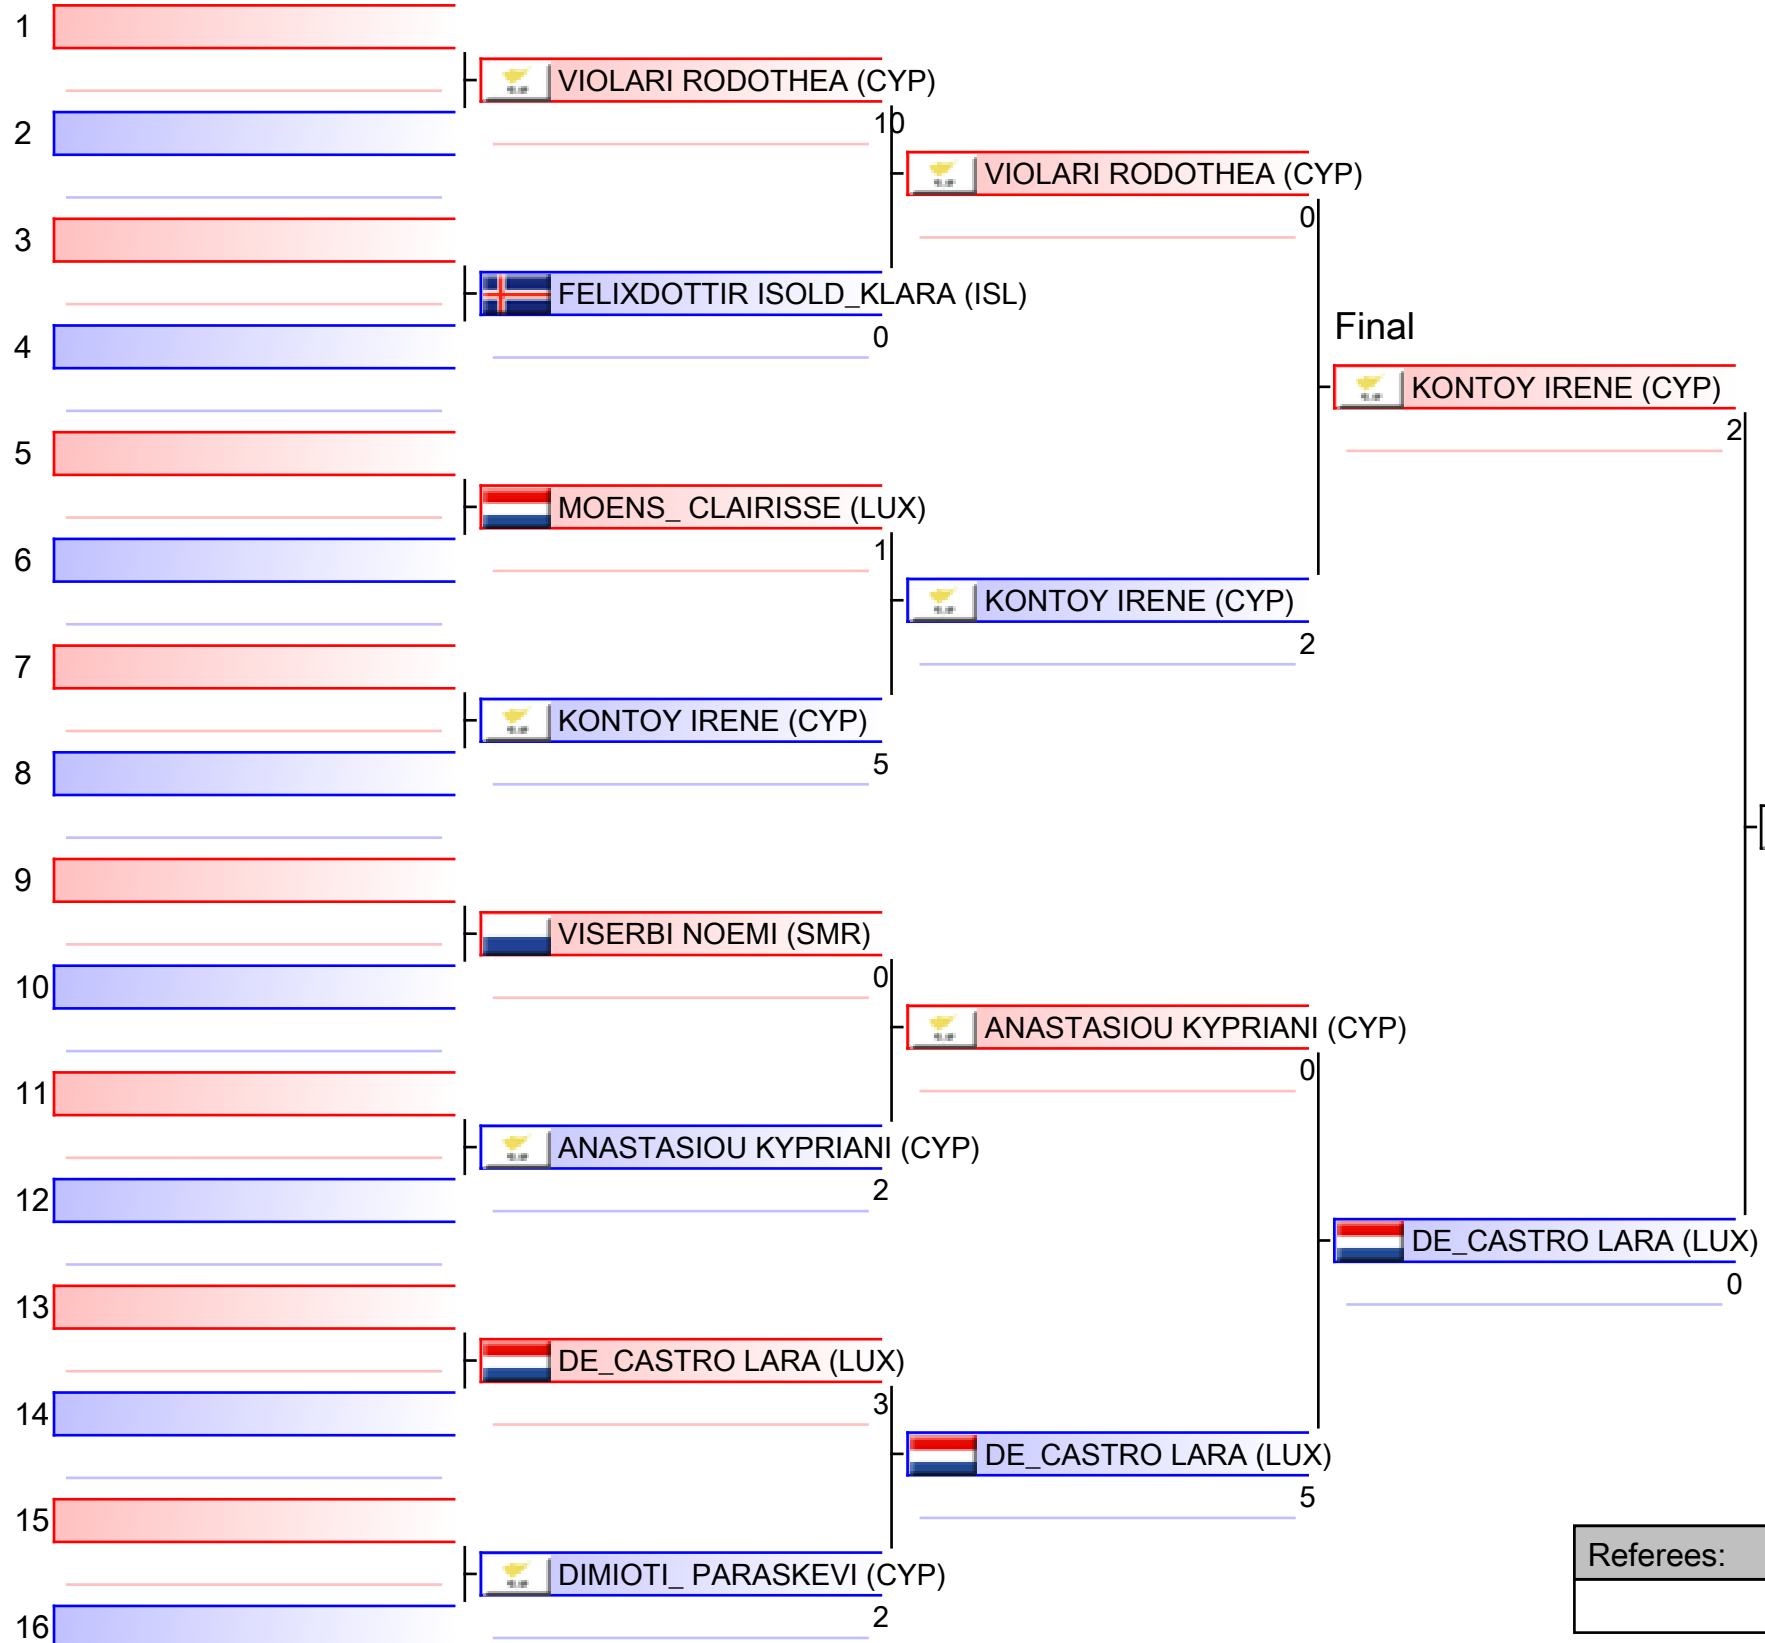 1
VIOLARI RODOTHEA (CYP)
10
2
VIOLARI RODOTHEA (CYP)
0
3
FELIXDOTTIR ISOLD_KLARA (ISL)
0
4
Final
KONTOY IRENE (CYP)
2
5
MOENS_ CLAIRISSE (LUX)
1
6
KONTOY IRENE (CYP)
2
7
KONTOY IRENE (CYP)
5
8
9
VISERBI NOEMI (SMR)
0
10
ANASTASIOU KYPRIANI (CYP)
0
11
ANASTASIOU KYPRIANI (CYP)
2
12
DE_CASTRO LARA (LUX)
0
13
DE_CASTRO LARA (LUX)
3
14
DE_CASTRO LARA (LUX)
5
15
DIMIOTI_ PARASKEVI (CYP)
2
16
Referees: